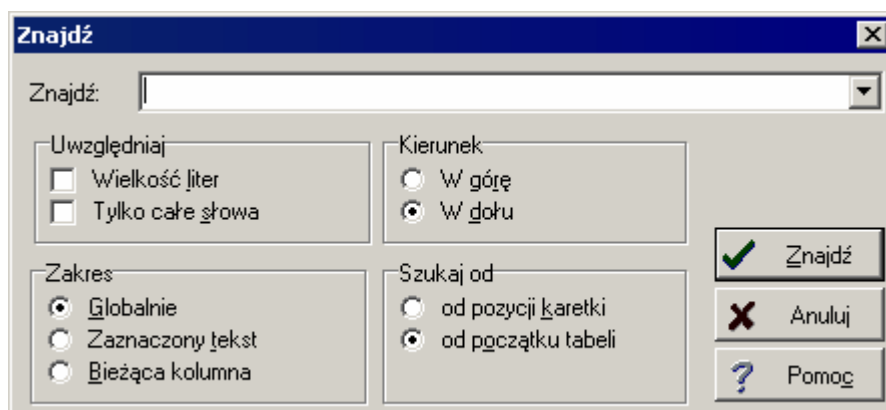 Znajdź
Znajdź:
Uwzględniaj
Wielkość liter
Tylko całe słowa
Kierunek
W górę
W dołu
Zakres
Globalnie
Zaznaczony tekst
Bieżąca kolumna
Szukaj od
od pozycji karetki
od początku tabeli
Znajdź
Anuluj
Pomoc